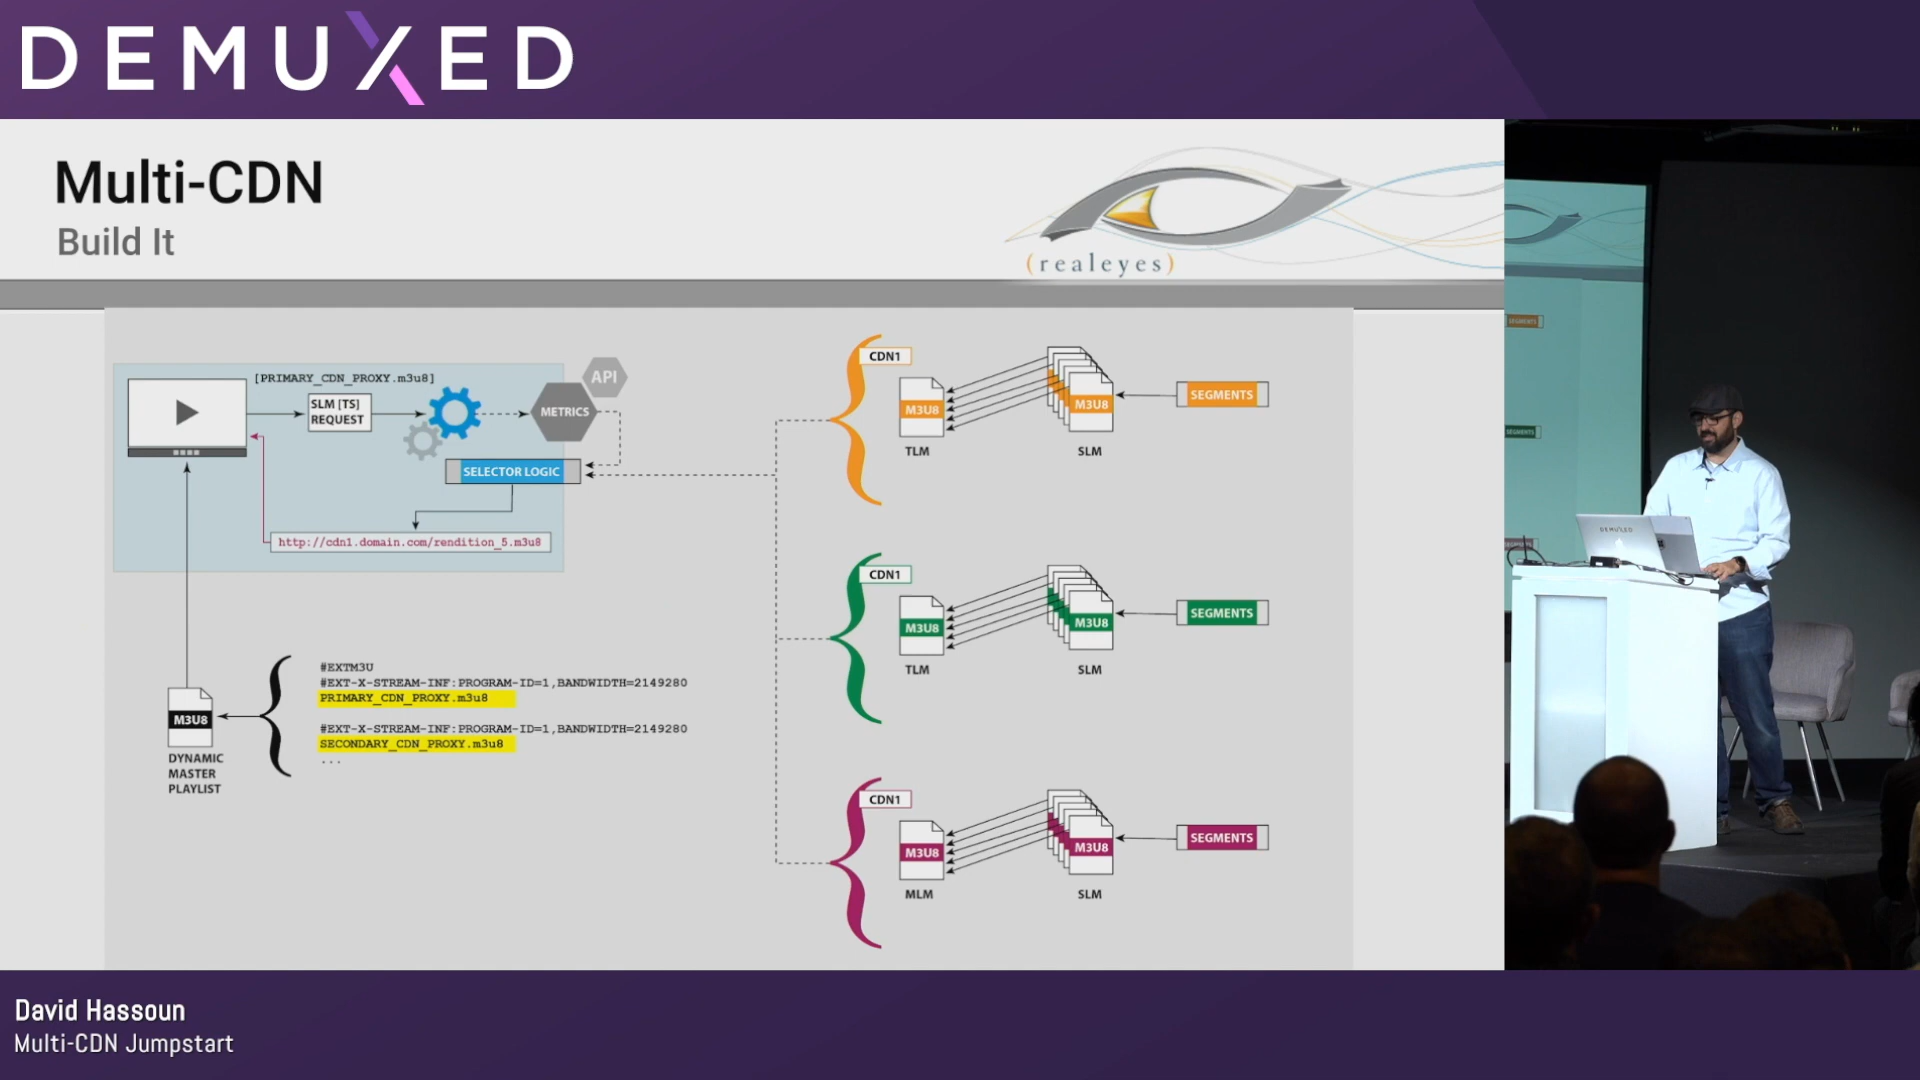 DEMUXED
Multi-CDN
Build It
(realeyes)
[PRIMARY_CDN_PROXY.m3u8]
SLM [TS]
REQUEST
METRICS
API
SELECTOR LOGIC
http://cdn1.domain.com/rendition_5.m3u8
#EXTM3U
#EXT-X-STREAM-INF:PROGRAM-ID=1,BANDWIDTH=2149280
PRIMARY_CDN_PROXY.m3u8
#EXT-X-STREAM-INF:PROGRAM-ID=1,BANDWIDTH=2149280
SECONDARY_CDN_PROXY.m3u8
...
M3U8
DYNAMIC
MASTER
PLAYLIST
CDN1
M3U8
TLM
M3U8
SLM
SEGMENTS
CDN1
M3U8
TLM
M3U8
SLM
SEGMENTS
CDN1
M3U8
MLM
M3U8
SLM
SEGMENTS
SEGMENTS
SEGMENTS
DEMUXED
David Hassoun
Multi-CDN Jumpstart